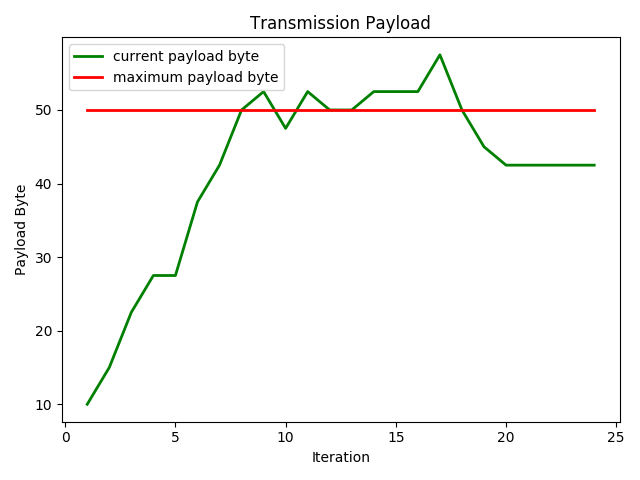 Transmission Payload
current payload byte
maximum payload byte
Payload Byte
50
40
30
20
10
0 5 10 15 20 25
Iteration